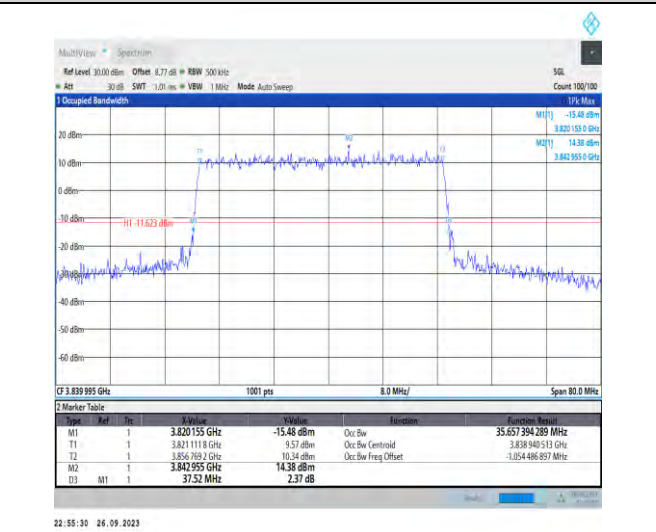 MultiView Spectrum
Ref Level 30.00 dBm Offset 8.77 dB RBW 500 kHz SGL
Att 30 dB SWT 1.01 ms VBW 1 MHz Mode Auto Sweep Count 100/100
1 Occupied Bandwidth 1Pk Max
M1[1] -15.48 dBm
3.820 155 0 GHz
M2[1] 14.38 dBm
3.842 955 0 GHz
M2
T1
20 dBm
10 dBm
0 dBm
-10 dBm
H1 -11.623 dBm
M1
-20 dBm
-30 dBm
-40 dBm
-50 dBm
-60 dBm
CF 3.839 995 GHz 1001 pts 8.0 MHz/ Span 80.0 MHz
2 Marker Table
Type Ref Trc X-Value Y-Value Function Function Result
M1 1 3.820155 GHz -15.48 dBm Occ Bw 35.657 394 289 MHz
T1 1 3.821 111 8 GHz 9.57 dBm Occ Bw Centroid 3.838 940 513 GHz
T2 1 3.856 769 2 GHz 10.34 dBm Occ Bw Freq Offset -1.054 486 897 MHz
M2 1 3.842955 GHz 14.38 dBm
D3 M1 1 37.52 MHz 2.37 dB
22:55:30 26.09.2023